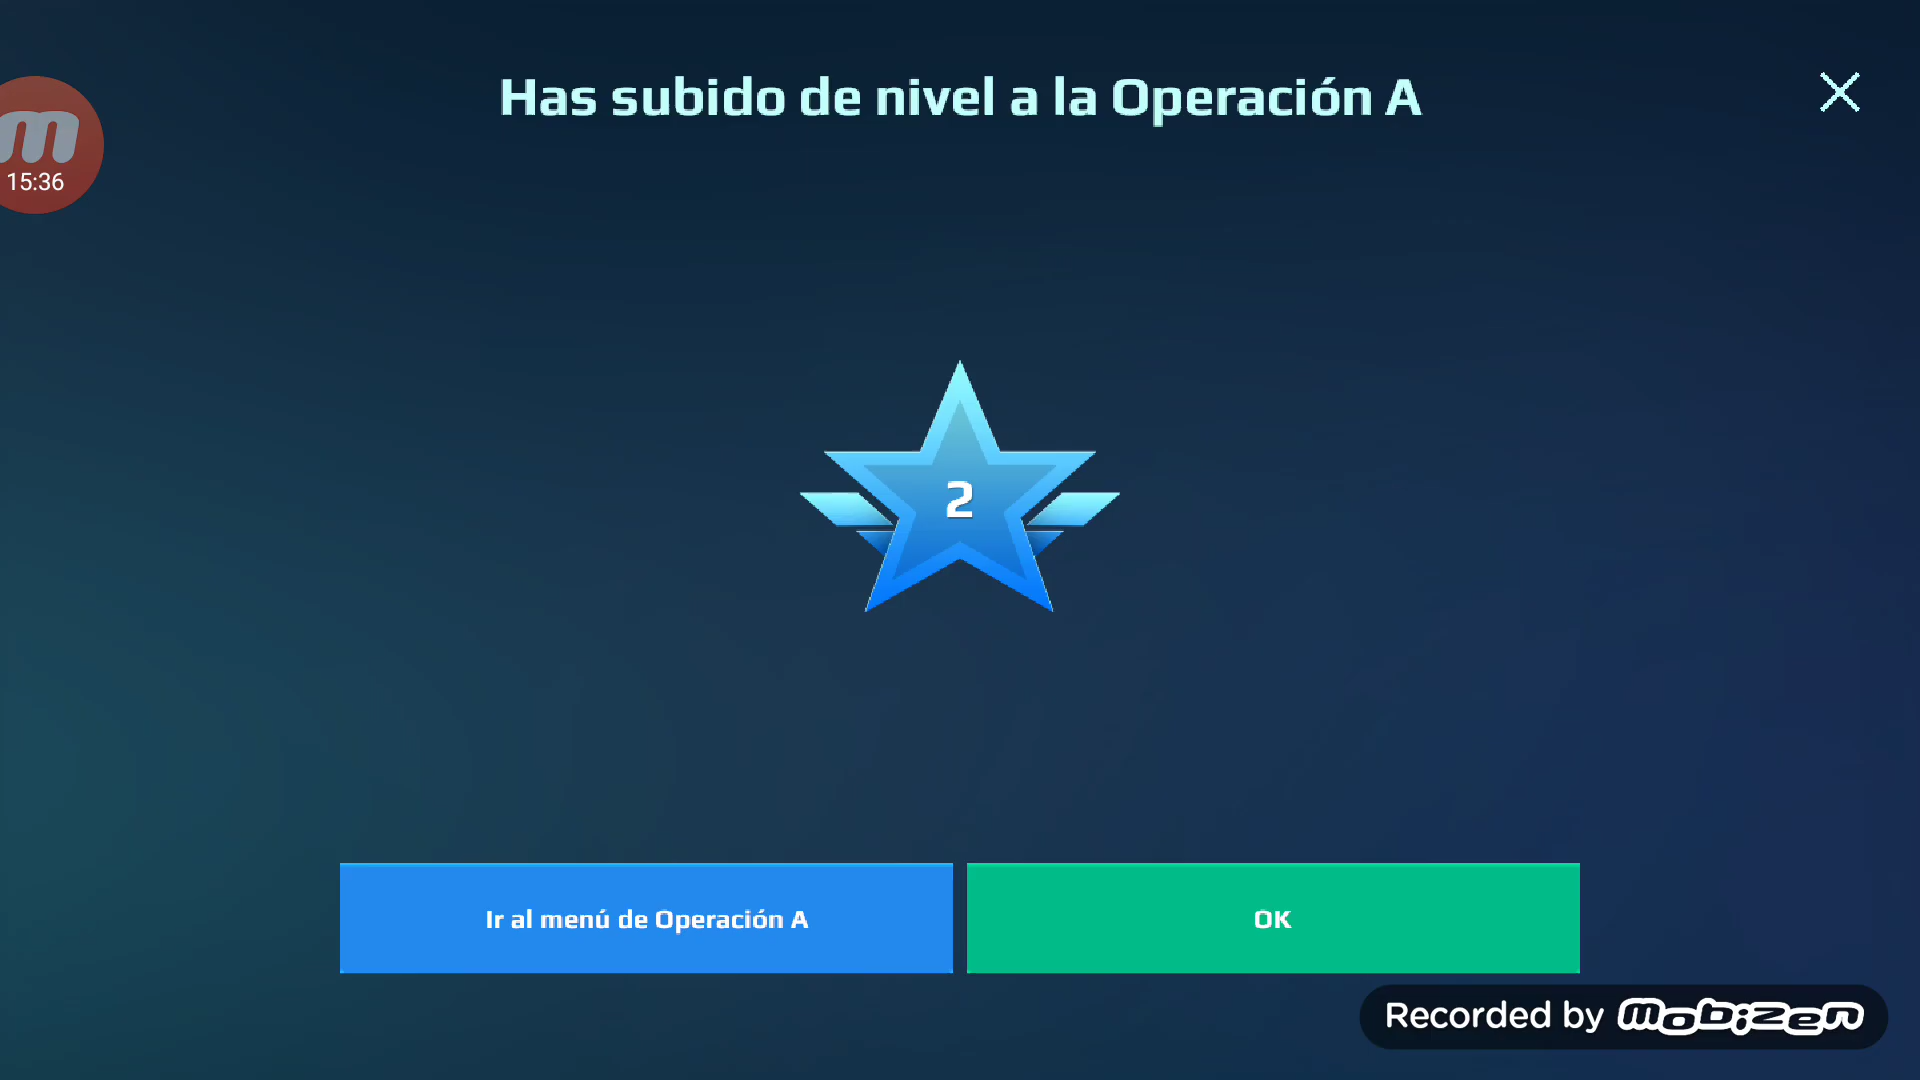 Has subido de nivel a la Operación A
m
15:36
2
Ir al menú de Operación A
OK
Recorded by mobizen